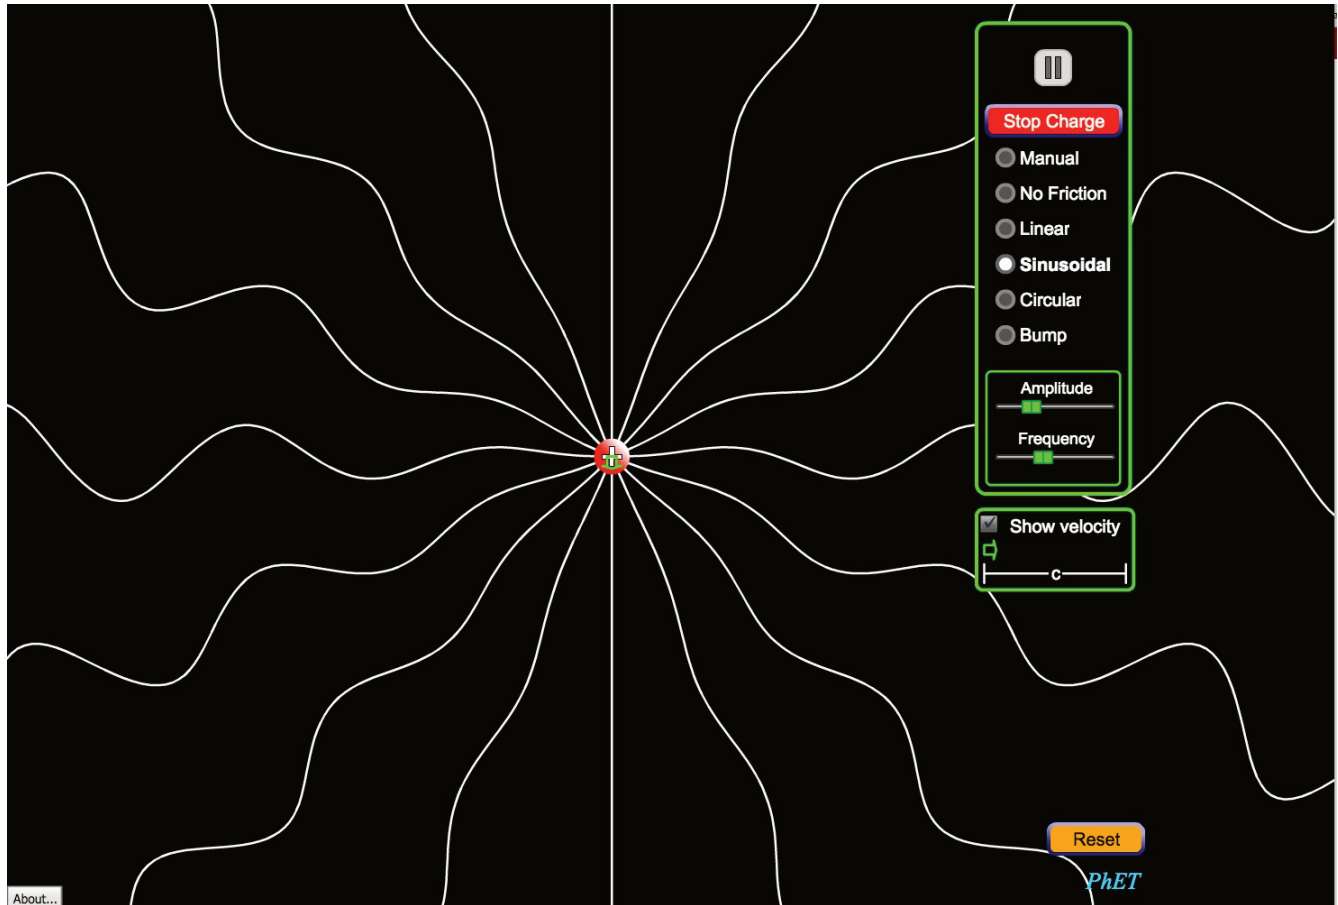 Stop Charge
Manual
No Friction
Linear
Sinusoidal
Circular
Bump
Amplitude
Frequency
Show velocity
C
Reset
PhET
About...